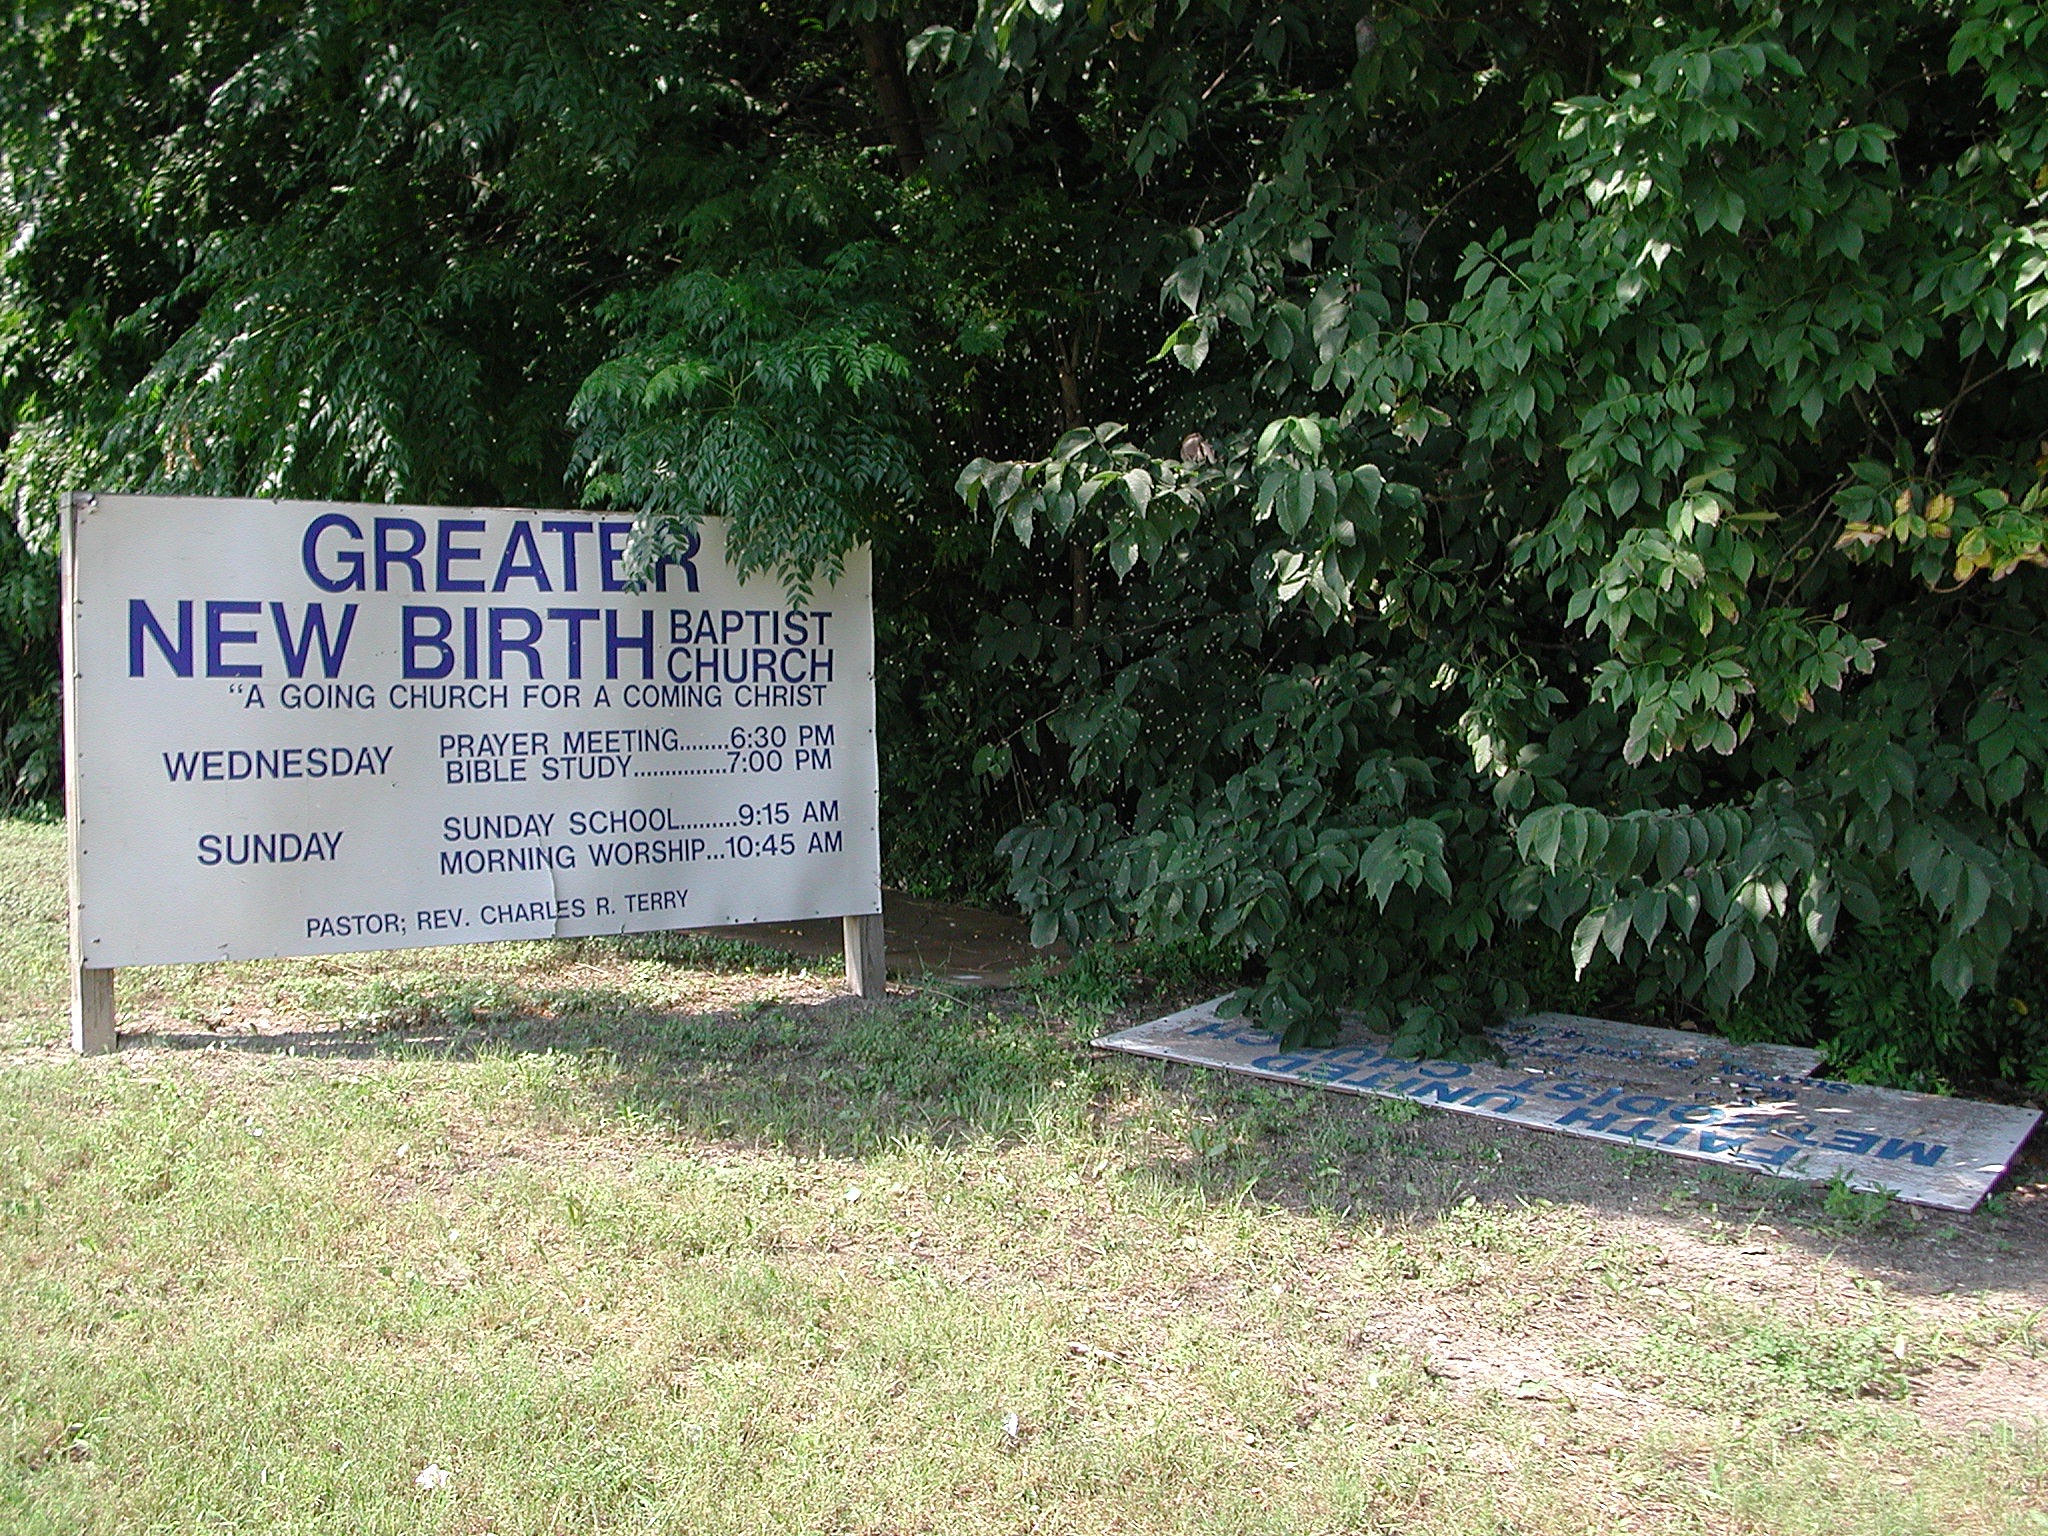 GREATER
NEW BIRTH BAPTIST CHURCH
“A GOING CHURCH FOR A COMING CHRIST
WEDNESDAY PRAYER MEETING........6:30 PM
BIBLE STUDY...............7:00 PM
SUNDAY SUNDAY SCHOOL.........9:15 AM
MORNING WORSHIP...10:45 AM
PASTOR; REV. CHARLES R. TERRY
FAITH UNITED
METHODIST CHURCH